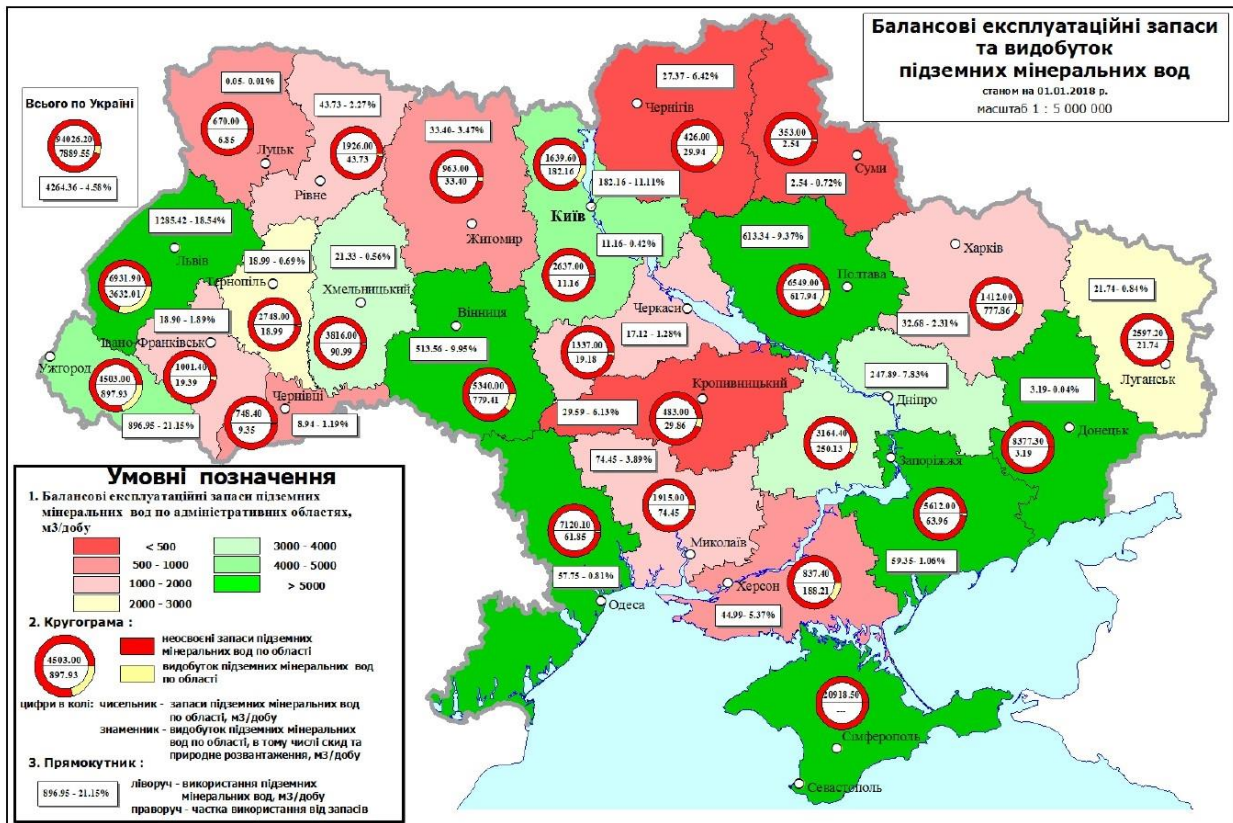 Балансові експлуатаційні запаси
та видобуток
підземних мінеральних вод
станом на 01.01.2018 р.
масштаб 1 : 5 000 000
Всього по Україні
94026.20
7889.55
4264.36 - 4.58%
0.05- 0.01%
670.00
6.85
Луцьк
43.73 - 2.27%
1926.00
43.73
Рівне
33.40- 3.47%
963.00
33.40
Житомир
1639.60
182.16
182.16 - 11.11%
Київ
11.16- 0.42%
2637.00
11.16
27.37 - 6.42%
Чернігів
426.00
29.94
353.00
2.54
Суми
2.54 - 0.72%
1285.42 - 18.54%
Львів
6931.90
3632.01
18.99 - 0.69%
Тернопіль
2748.00
18.99
21.33 - 0.56%
Хмельницький
3816.00
90.99
Вінниця
513.56 - 9.95%
5340.00
779.41
Черкаси
17.12 - 1.28%
1337.00
19.18
613.34 - 9.37%
Полтава
6549.00
617.94
Харків
1412.00
777.86
32.68 - 2.31%
21.74- 0.84%
2597.20
21.74
Луганськ
18.90 - 1.89%
Івано-Франківськ
1001.40
19.39
Ужгород
4503.00
897.93
896.95 - 21.15%
Чернівці
748.40
9.35
8.94 - 1.19%
Кропивницький
29.59 - 6.13%
483.00
29.86
247.89- 7.83%
Дніпро
3164.40
250.13
3.19- 0.04%
Донецьк
8377.30
3.19
Запоріжжя
5612.00
63.96
59.35- 1.06%
74.45 - 3.89%
1915.00
74.45
Миколаїв
7120.10
61.85
57.75 - 0.81%
Одеса
Херсон
837.40
188.21
44.99- 5.37%
20918.50
---
Сімферополь
Севастополь
Умовні позначення
1. Балансові експлуатаційні запаси підземних
мінеральних вод по адміністративних областях,
м3/добу
< 500
500 - 1000
1000 - 2000
2000 - 3000
3000 - 4000
4000 - 5000
> 5000
2. Кругограма :
4503.00
897.93
неосвоєні запаси підземних
мінеральних вод по області
видобуток підземних мінеральних вод
по області
цифри в колі: чисельник - запаси підземних мінеральних вод
по області, м3/добу
знаменник - видобуток підземних мінеральних
вод по області, в тому числі скид та
природне розвантаження, м3/добу
3. Прямокутник :
896.95 - 21.15%
ліворуч - використання підземних
мінеральних вод, м3/добу
праворуч - частка використання від запасів